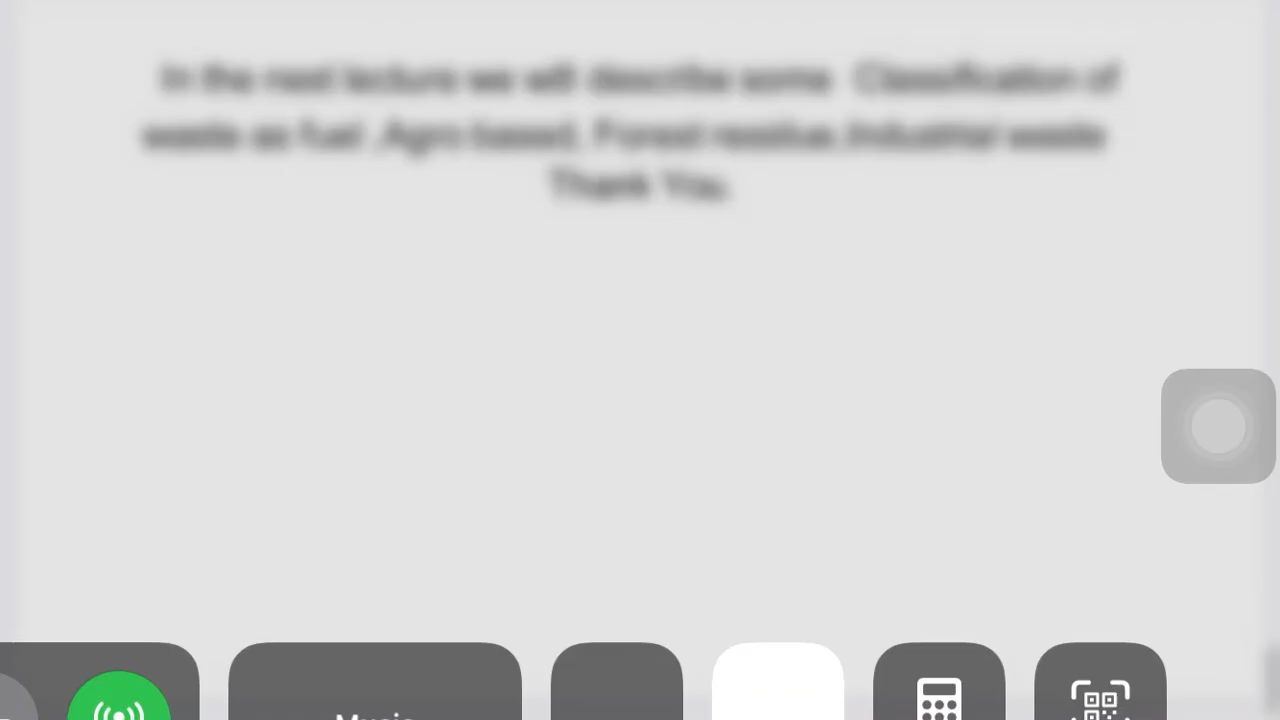 In the next lecture we will describe some Classification of
waste as fuel ,Agro based, Forest residue,Industrial waste
Thank You.
Music